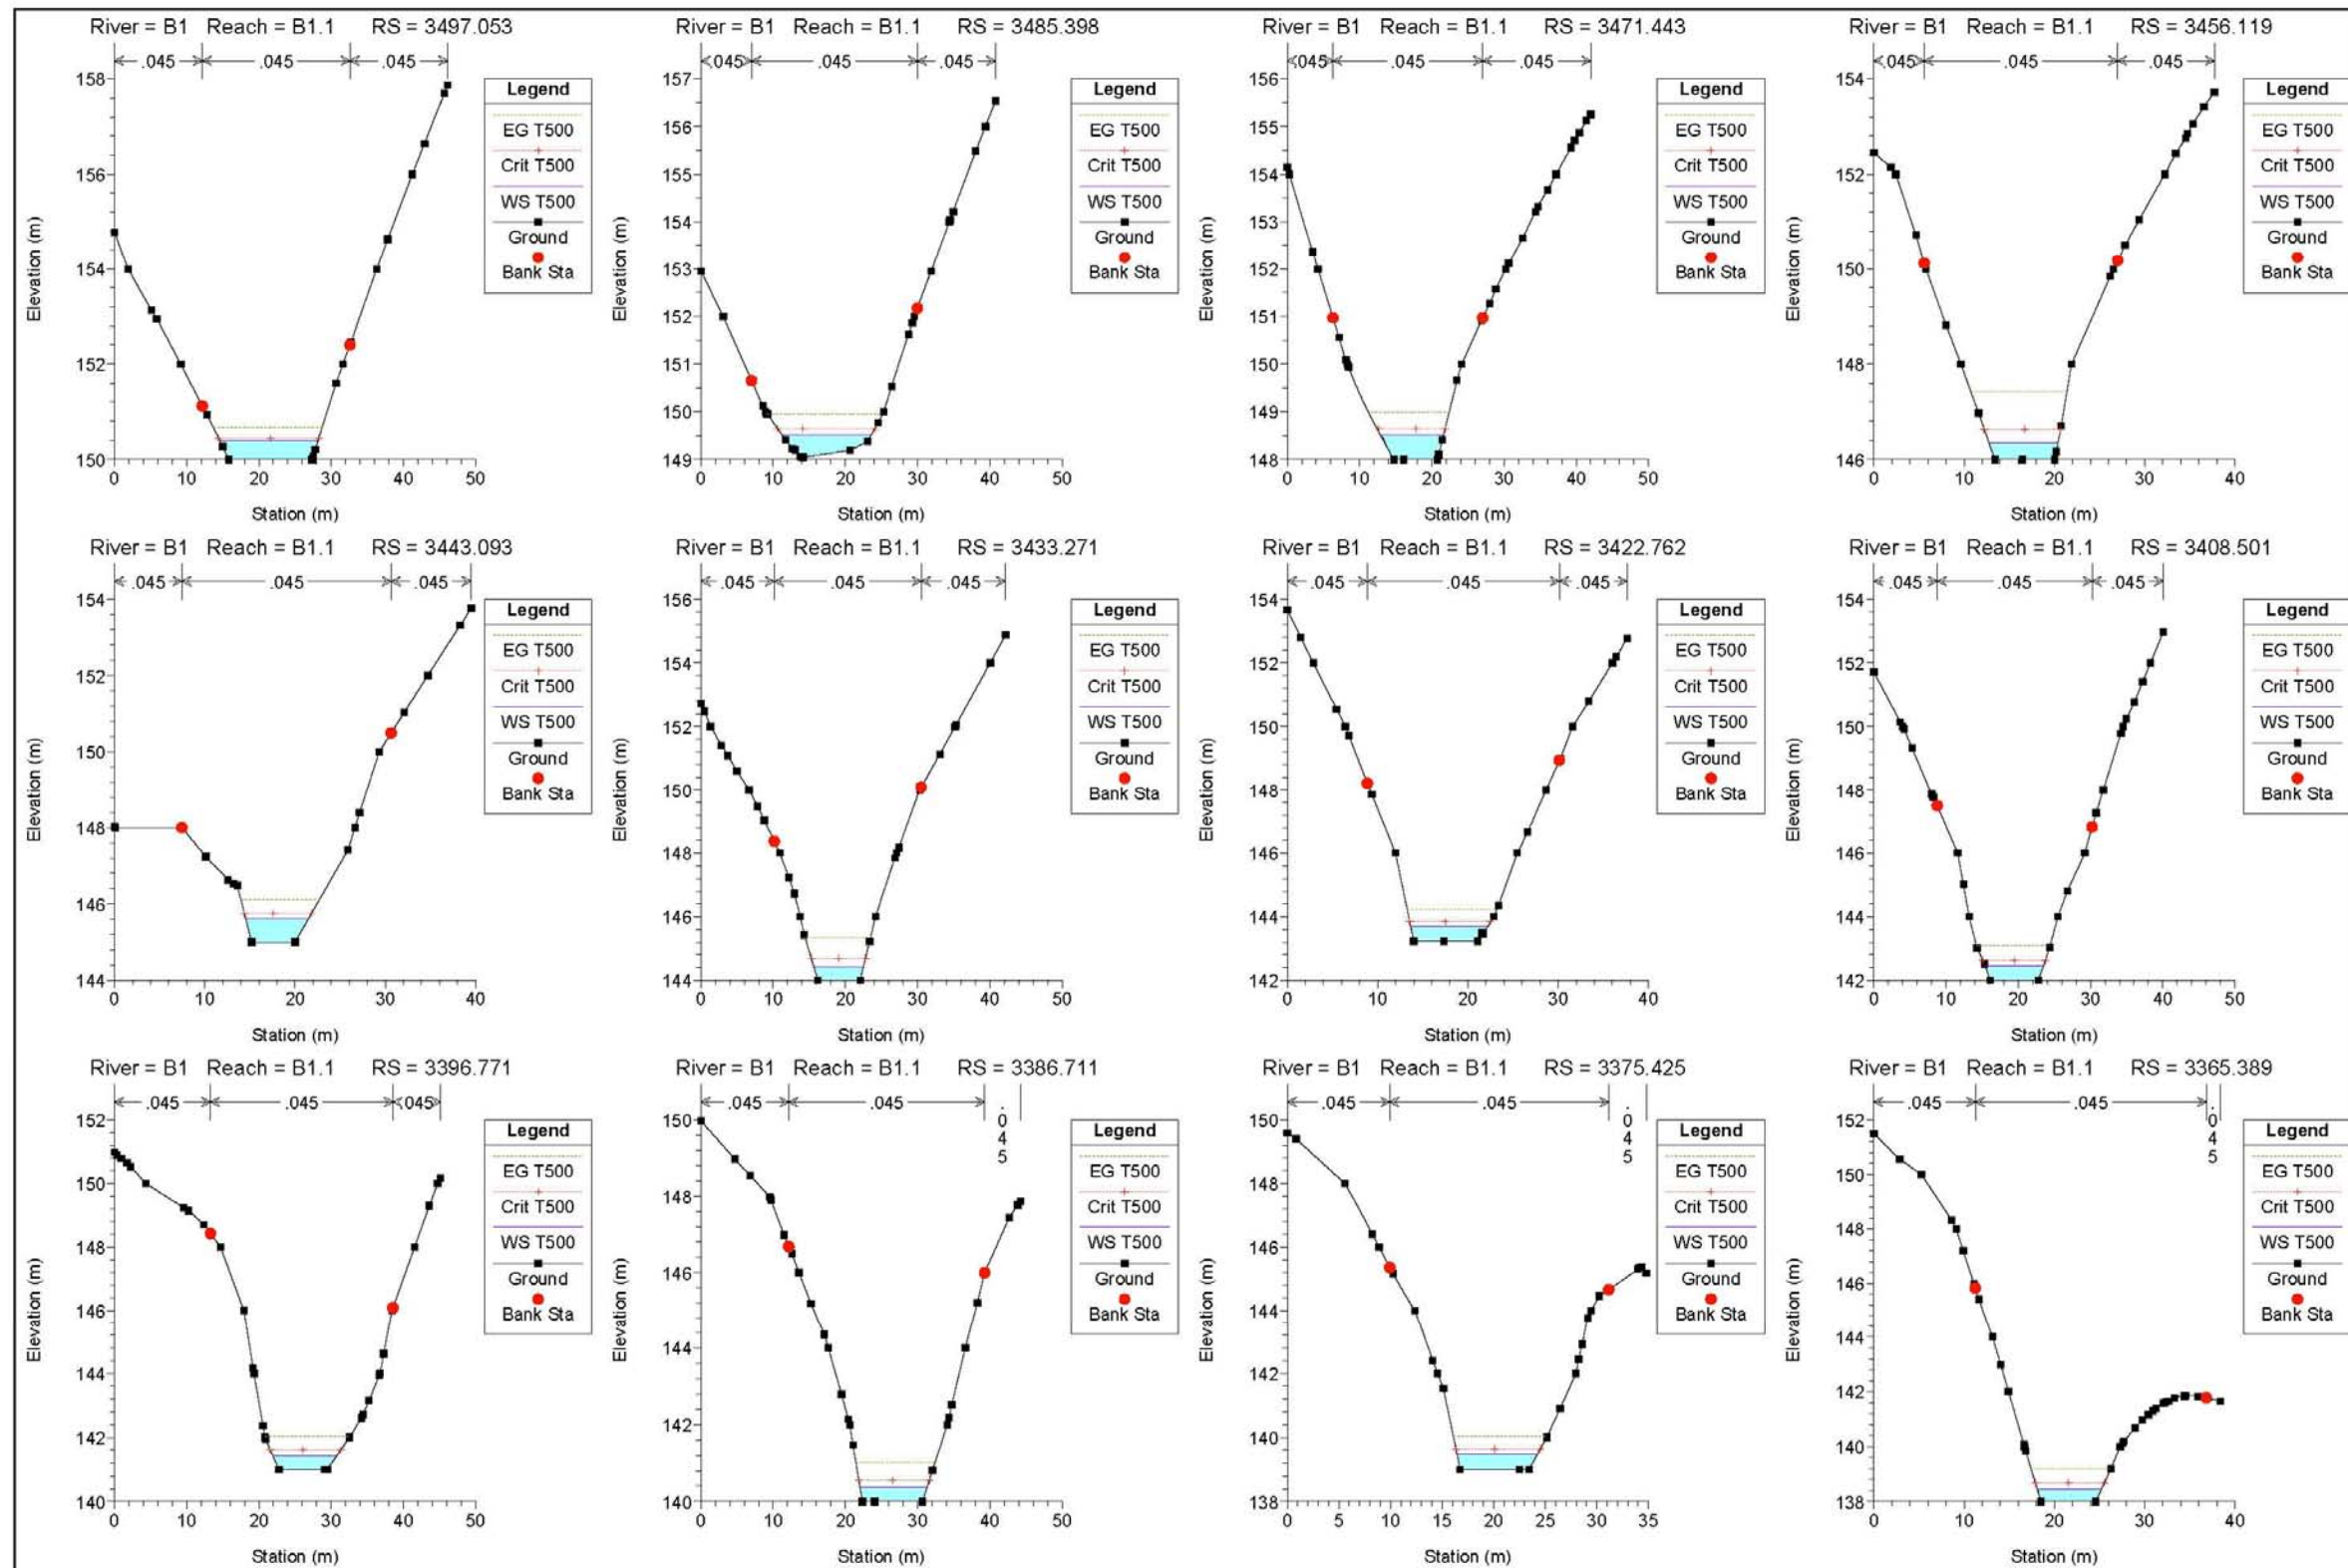 River = B1 Reach = B1.1 RS = 3497.053
.045 .045 .045
Elevation (m)
158
156
154
152
150
0 10 20 30 40 50
Station (m)
Legend
EG T500
Crit T500
WS T500
Ground
Bank Sta
River = B1 Reach = B1.1 RS = 3485.398
.045 .045 .045
Elevation (m)
157
156
155
154
153
152
151
150
149
0 10 20 30 40 50
Station (m)
Legend
EG T500
Crit T500
WS T500
Ground
Bank Sta
River = B1 Reach = B1.1 RS = 3471.443
.045 .045 .045
Elevation (m)
156
155
154
153
152
151
150
149
148
0 10 20 30 40 50
Station (m)
Legend
EG T500
Crit T500
WS T500
Ground
Bank Sta
River = B1 Reach = B1.1 RS = 3456.119
.045 .045 .045
Elevation (m)
154
152
150
148
146
0 10 20 30 40
Station (m)
Legend
EG T500
Crit T500
WS T500
Ground
Bank Sta
River = B1 Reach = B1.1 RS = 3443.093
.045 .045 .045
Elevation (m)
154
152
150
148
146
144
0 10 20 30 40
Station (m)
Legend
EG T500
Crit T500
WS T500
Ground
Bank Sta
River = B1 Reach = B1.1 RS = 3433.271
.045 .045 .045
Elevation (m)
156
154
152
150
148
146
144
0 10 20 30 40 50
Station (m)
Legend
EG T500
Crit T500
WS T500
Ground
Bank Sta
River = B1 Reach = B1.1 RS = 3422.762
.045 .045 .045
Elevation (m)
154
152
150
148
146
144
142
0 10 20 30 40
Station (m)
Legend
EG T500
Crit T500
WS T500
Ground
Bank Sta
River = B1 Reach = B1.1 RS = 3408.501
.045 .045 .045
Elevation (m)
154
152
150
148
146
144
142
0 10 20 30 40 50
Station (m)
Legend
EG T500
Crit T500
WS T500
Ground
Bank Sta
River = B1 Reach = B1.1 RS = 3396.771
.045 .045 .045
Elevation (m)
152
150
148
146
144
142
140
0 10 20 30 40 50
Station (m)
Legend
EG T500
Crit T500
WS T500
Ground
Bank Sta
River = B1 Reach = B1.1 RS = 3386.711
.045 .045 .045
Elevation (m)
150
148
146
144
142
140
0 10 20 30 40 50
Station (m)
Legend
EG T500
Crit T500
WS T500
Ground
Bank Sta
River = B1 Reach = B1.1 RS = 3375.425
.045 .045 .045
Elevation (m)
150
148
146
144
142
140
138
0 5 10 15 20 25 30 35
Station (m)
Legend
EG T500
Crit T500
WS T500
Ground
Bank Sta
River = B1 Reach = B1.1 RS = 3365.389
.045 .045 .045
Elevation (m)
152
150
148
146
144
142
140
138
0 10 20 30 40
Station (m)
Legend
EG T500
Crit T500
WS T500
Ground
Bank Sta